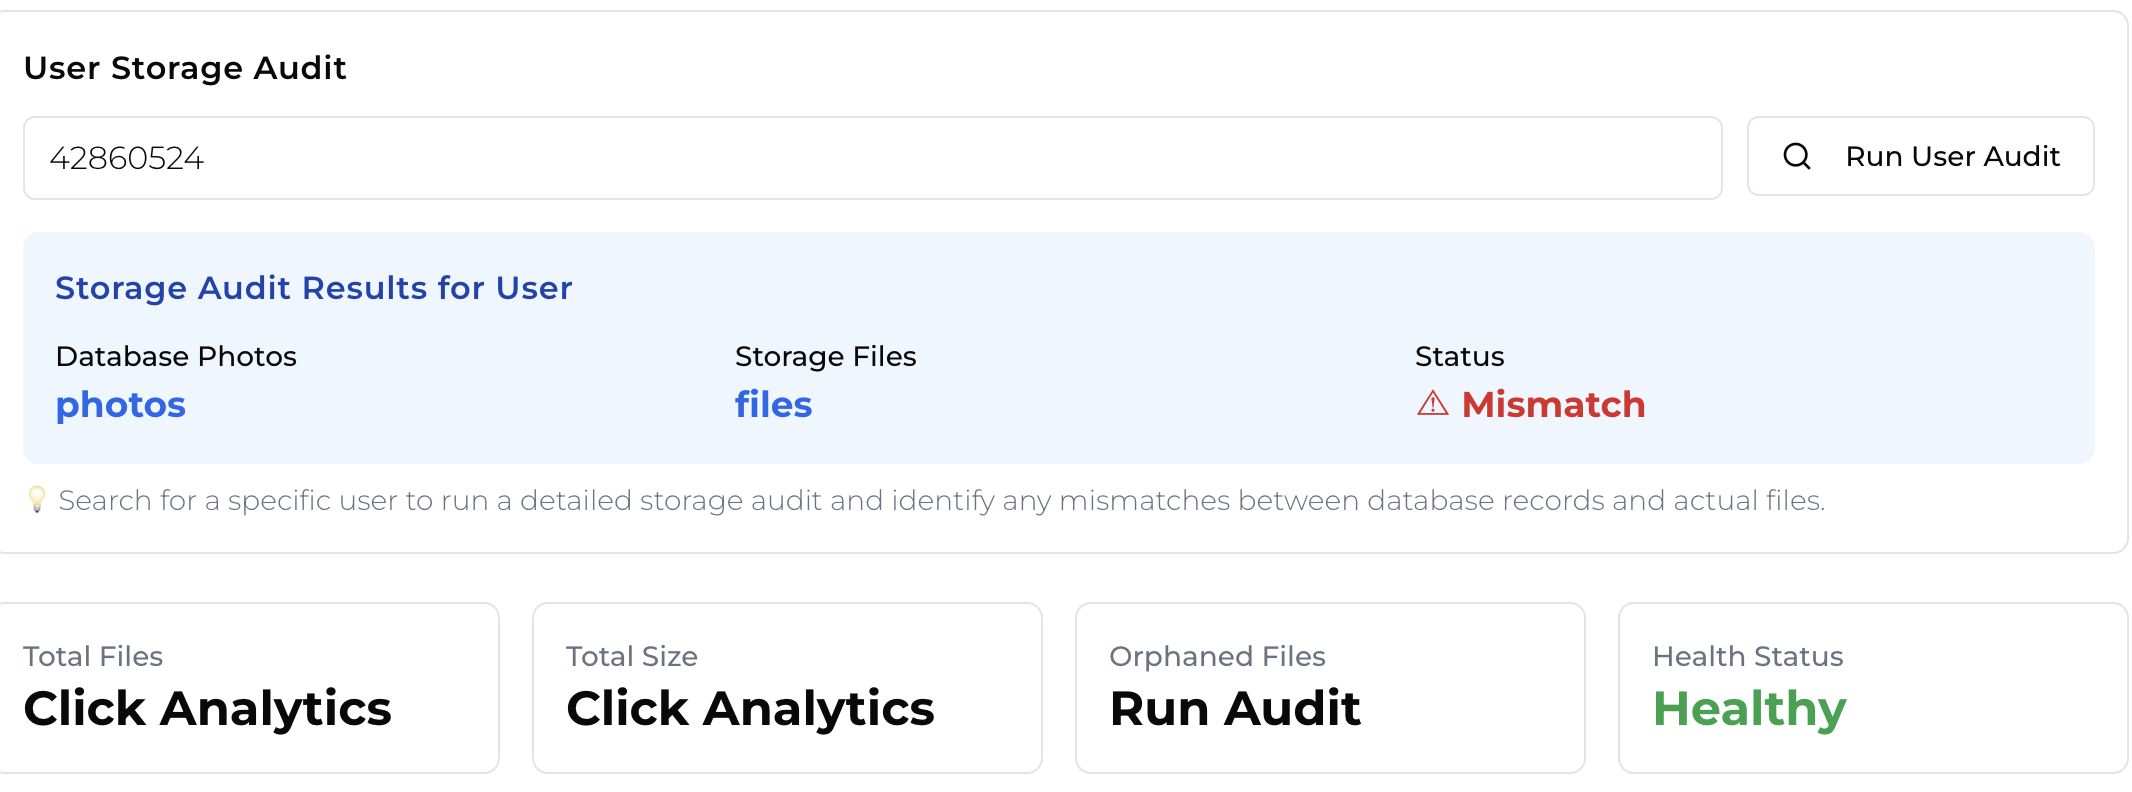 User Storage Audit
42860524
Run User Audit
Storage Audit Results for User
Database Photos
photos
Storage Files
files
Status
⚠ Mismatch
💡 Search for a specific user to run a detailed storage audit and identify any mismatches between database records and actual files.
Total Files
Click Analytics
Total Size
Click Analytics
Orphaned Files
Run Audit
Health Status
Healthy